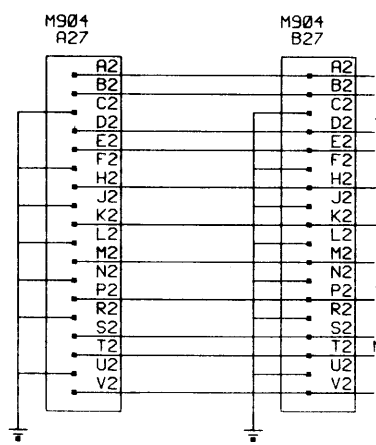 M904 M904
A27 B27
A2 A2
B2 B2
C2 C2
D2 D2
E2 E2
F2 F2
H2 H2
J2 J2
K2 K2
L2 L2
M2 M2
N2 N2
P2 P2
R2 R2
S2 S2
T2 T2
U2 U2
V2 V2